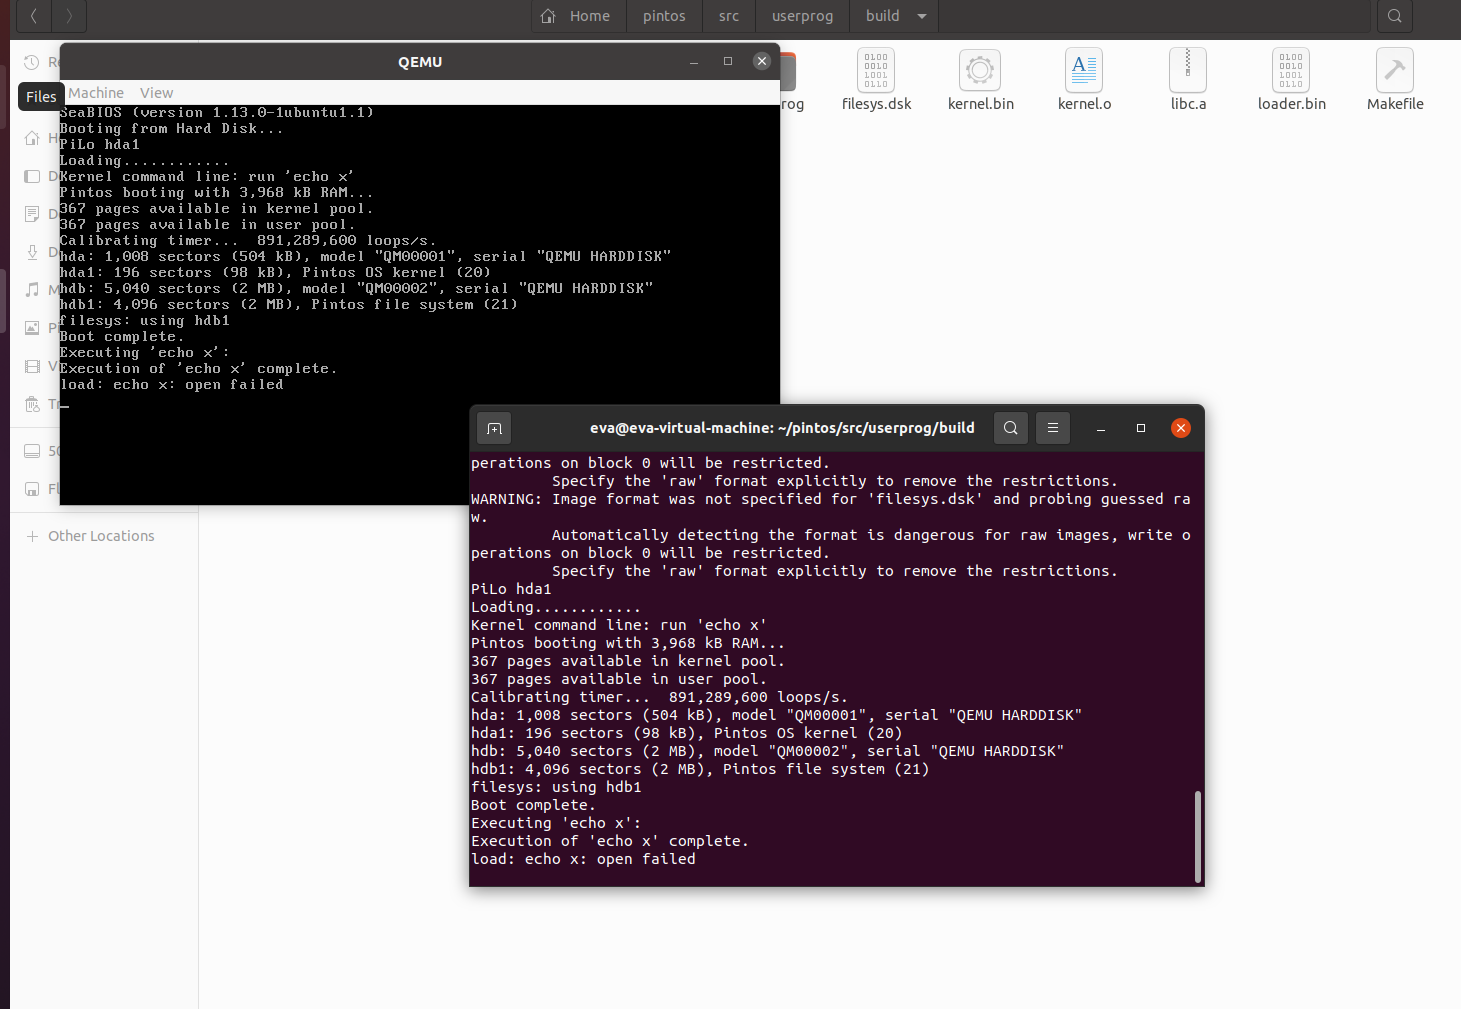 Home
pintos
src
userprog
build
QEMU
Files
Machine
View
rog
filesys.dsk
kernel.bin
kernel.o
libc.a
loader.bin
Makefile
SeaBIOS (version 1.13.0-1ubuntu1.1)
Booting from Hard Disk...
PiLo hda1
Loading............
Kernel command line: run 'echo x'
Pintos booting with 3,968 kB RAM...
367 pages available in kernel pool.
367 pages available in user pool.
Calibrating timer...  891,289,600 loops/s.
hda: 1,008 sectors (504 kB), model "QM00001", serial "QEMU HARDDISK"
hda1: 196 sectors (98 kB), Pintos OS kernel (20)
hdb: 5,040 sectors (2 MB), model "QM00002", serial "QEMU HARDDISK"
hdb1: 4,096 sectors (2 MB), Pintos file system (21)
filesys: using hdb1
Boot complete.
Executing 'echo x':
Execution of 'echo x' complete.
load: echo x: open failed
Other Locations
eva@eva-virtual-machine: ~/pintos/src/userprog/build
perations on block 0 will be restricted.
Specify the 'raw' format explicitly to remove the restrictions.
WARNING: Image format was not specified for 'filesys.dsk' and probing guessed ra
w.
Automatically detecting the format is dangerous for raw images, write o
perations on block 0 will be restricted.
Specify the 'raw' format explicitly to remove the restrictions.
PiLo hda1
Loading............
Kernel command line: run 'echo x'
Pintos booting with 3,968 kB RAM...
367 pages available in kernel pool.
367 pages available in user pool.
Calibrating timer...  891,289,600 loops/s.
hda: 1,008 sectors (504 kB), model "QM00001", serial "QEMU HARDDISK"
hda1: 196 sectors (98 kB), Pintos OS kernel (20)
hdb: 5,040 sectors (2 MB), model "QM00002", serial "QEMU HARDDISK"
hdb1: 4,096 sectors (2 MB), Pintos file system (21)
filesys: using hdb1
Boot complete.
Executing 'echo x':
Execution of 'echo x' complete.
load: echo x: open failed